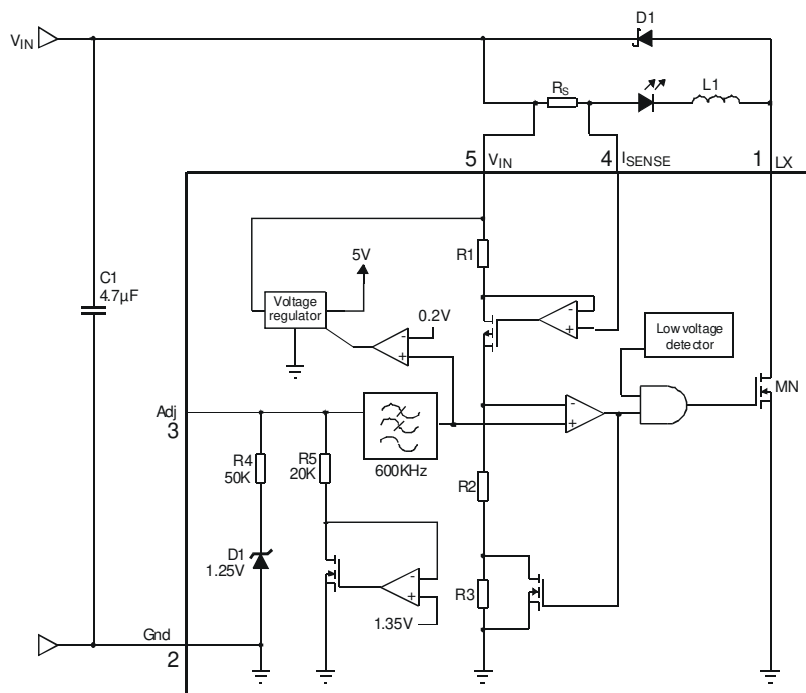 D1
VIN
RS
L1
5 VIN
4 ISENSE
1 LX
R1
5V
C1
4.7µF
Voltage
regulator
0.2V
Low voltage
detector
MN
Adj
3
R4
50K
R5
20K
600KHz
R2
D1
1.25V
R3
1.35V
Gnd
2
- 
+
-
+
-
+
-
+